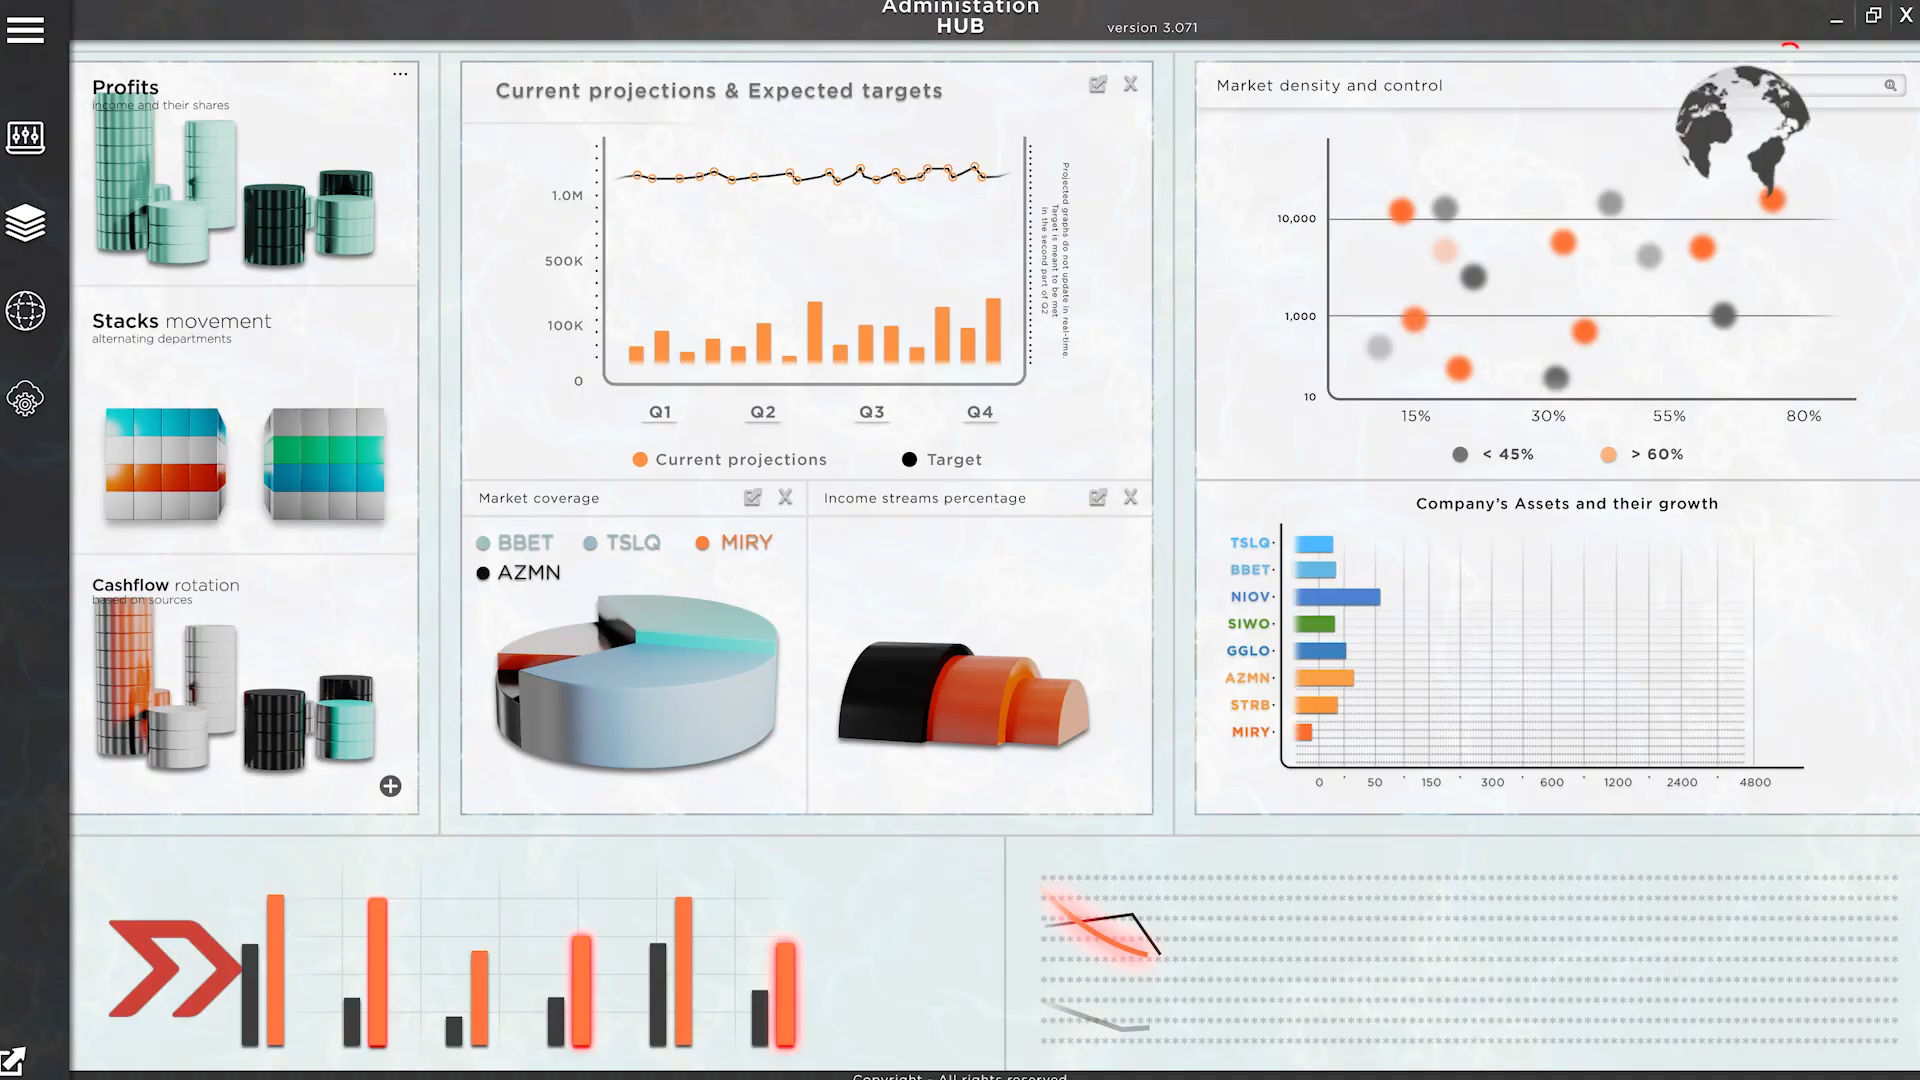 Administation
HUB
version 3.071
X
Profits
income and their shares
...
Stacks movement
alternating departments
Cashflow rotation
based on sources
Current projections & Expected targets
X
1.0M
500K
100K
0
Q1 Q2 Q3 Q4
Projected graphs do not update in real-time.
Target is meant to be met
in the second part of Q2
Current projections
Target
Market coverage
X
BBET TSLQ MIRY
AZMN
Income streams percentage
X
Market density and control
10,000
1,000
10
15% 30% 55% 80%
< 45% > 60%
Company's Assets and their growth
TSLQ
BBET
NIOV
SIWO
GGLO
AZMN
STRB
MIRY
0 50 150 300 600 1200 2400 4800
Copyright - All rights reserved